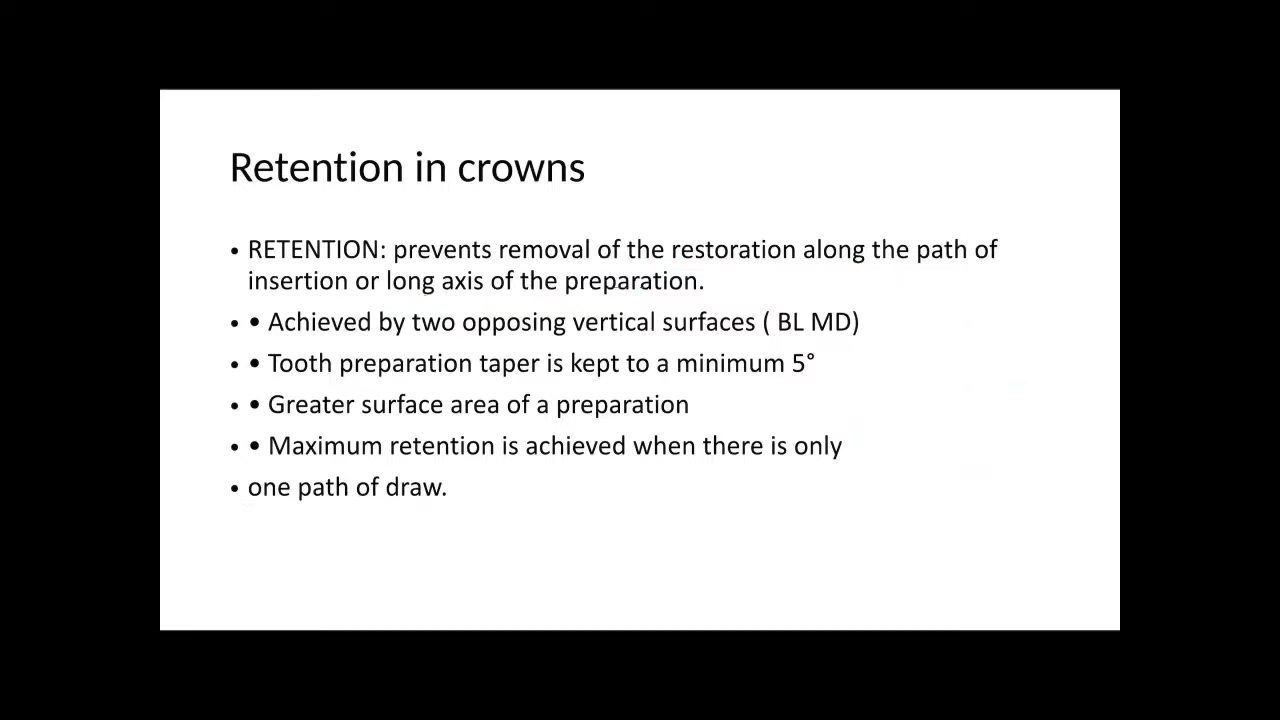 Retention in crowns
• RETENTION: prevents removal of the restoration along the path of
insertion or long axis of the preparation.
• • Achieved by two opposing vertical surfaces ( BL MD)
• • Tooth preparation taper is kept to a minimum 5°
• • Greater surface area of a preparation
• • Maximum retention is achieved when there is only
• one path of draw.